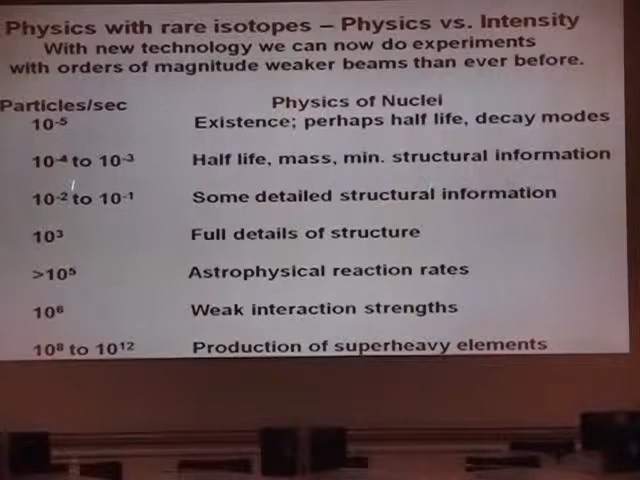 Physics with rare isotopes – Physics vs. Intensity
With new technology we can now do experiments
with orders of magnitude weaker beams than ever before.
Particles/sec Physics of Nuclei
10⁻⁵ Existence; perhaps half life, decay modes
10⁻⁴ to 10⁻³ Half life, mass, min. structural information
10⁻² to 10⁻¹ Some detailed structural information
10³ Full details of structure
>10⁵ Astrophysical reaction rates
10⁶ Weak interaction strengths
10⁸ to 10¹² Production of superheavy elements